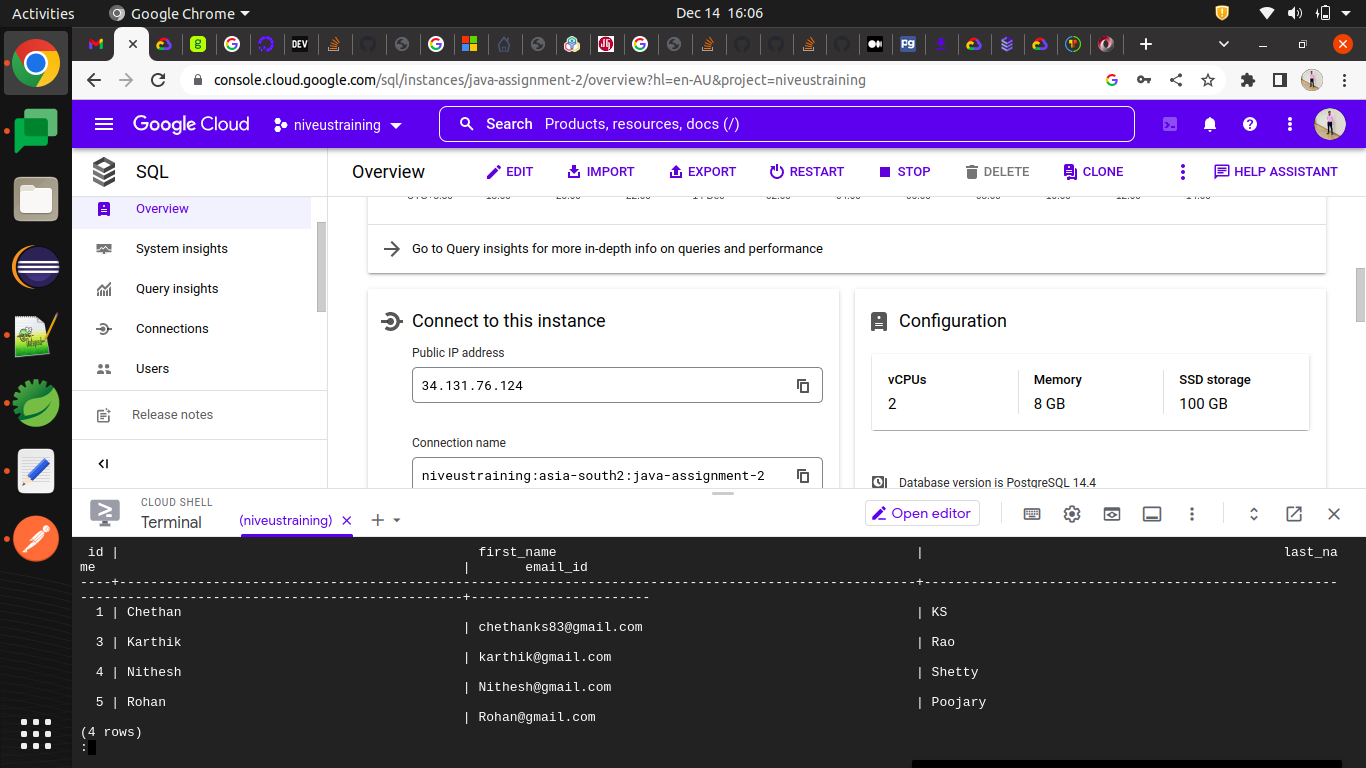 Activities
Google Chrome
Dec 14 16:06
console.cloud.google.com/sql/instances/java-assignment-2/overview?hl=en-AU&project=niveustraining
Google Cloud
niveustraining
Search Products, resources, docs (/)
SQL
Overview
EDIT
IMPORT
EXPORT
RESTART
STOP
DELETE
CLONE
HELP ASSISTANT
Overview
System insights
Query insights
Connections
Users
Release notes
Go to Query insights for more in-depth info on queries and performance
Connect to this instance
Public IP address
34.131.76.124
Connection name
niveustraining:asia-south2:java-assignment-2
Configuration
vCPUs
2
Memory
8 GB
SSD storage
100 GB
Database version is PostgreSQL 14.4
CLOUD SHELL
Terminal
(niveustraining)
Open editor
id | first_name | last_na
me | email_id
----+------------------------------------------------------------------------------------------------------+-----------------------------------------------------
-------------------------------------------------+-----------------------
1 | Chethan | KS
| chethanks83@gmail.com
3 | Karthik | Rao
| karthik@gmail.com
4 | Nithesh | Shetty
| Nithesh@gmail.com
5 | Rohan | Poojary
| Rohan@gmail.com
(4 rows)
: